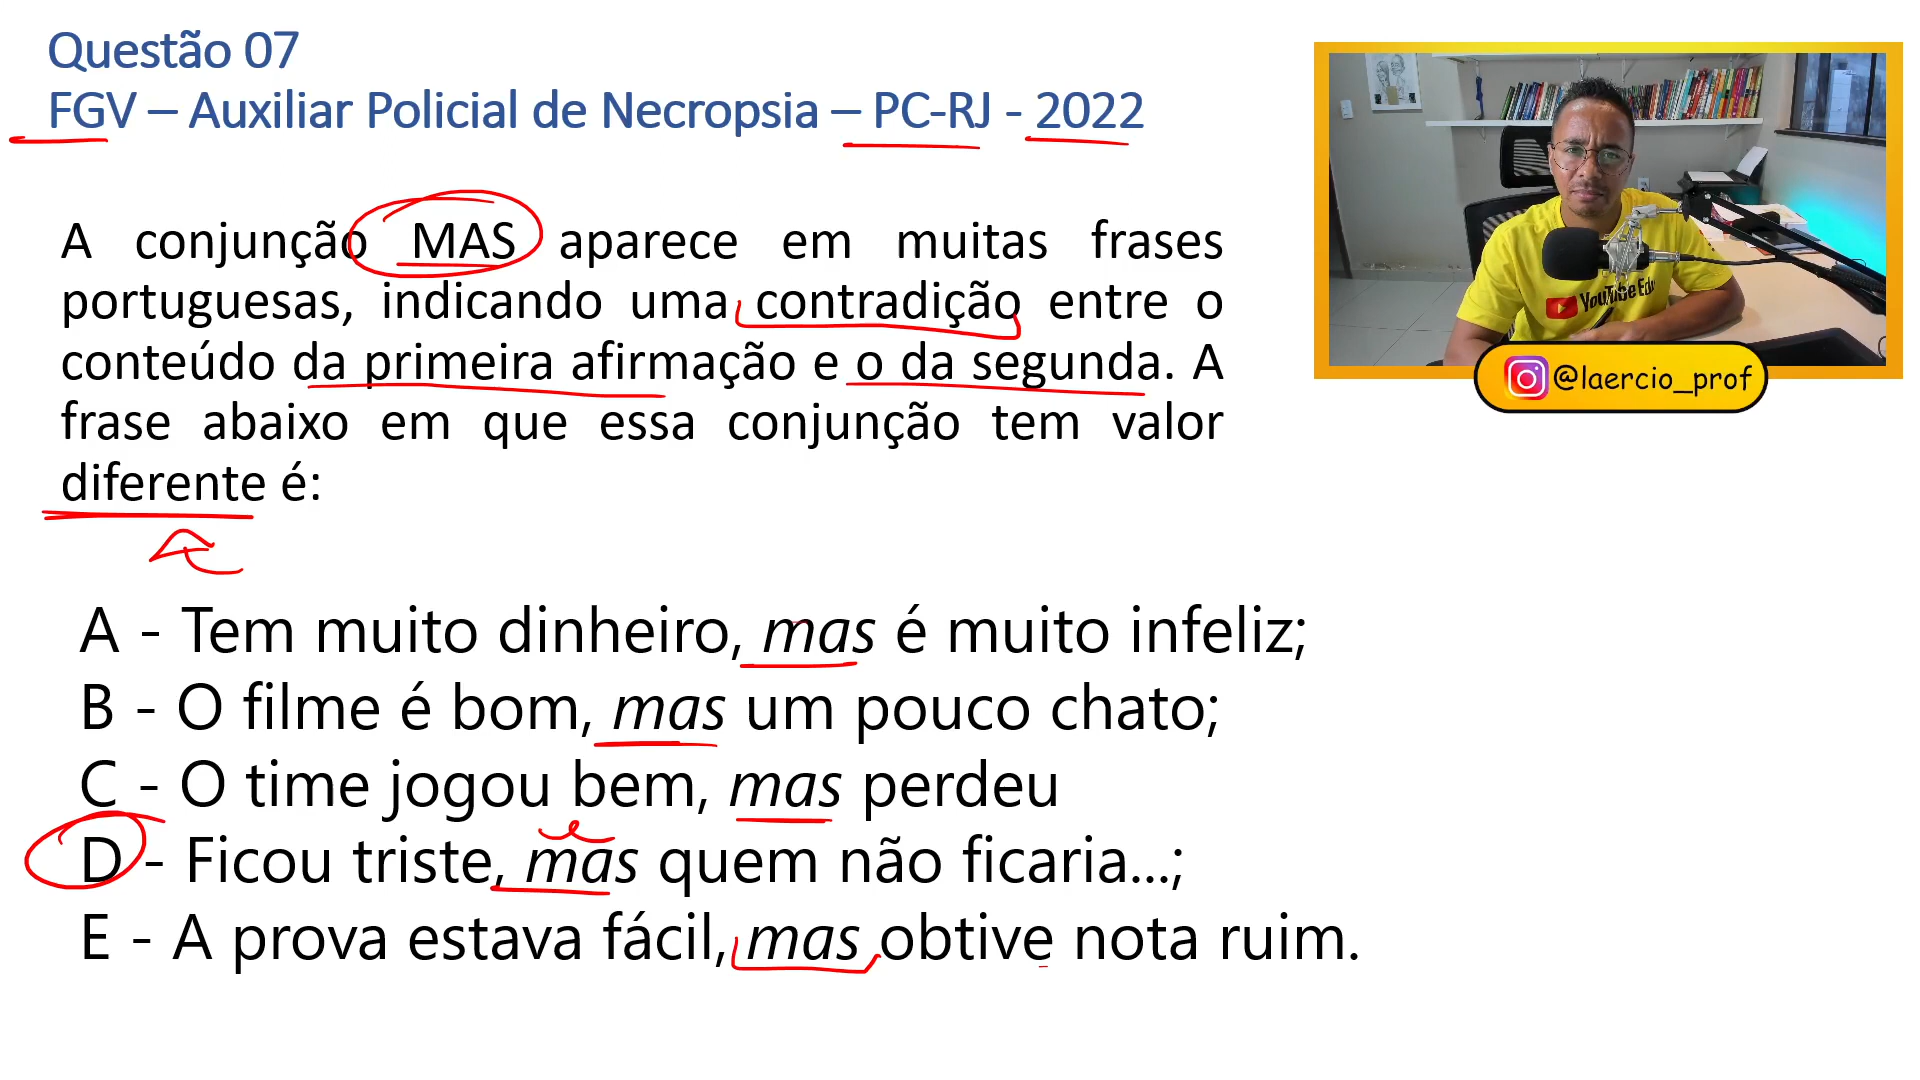 Questão 07
FGV – Auxiliar Policial de Necropsia – PC-RJ - 2022
A conjunção MAS aparece em muitas frases
portuguesas, indicando uma contradição entre o
conteúdo da primeira afirmação e o da segunda. A
frase abaixo em que essa conjunção tem valor
diferente é:
A - Tem muito dinheiro, mas é muito infeliz;
B - O filme é bom, mas um pouco chato;
C - O time jogou bem, mas perdeu
D - Ficou triste, mas quem não ficaria...;
E - A prova estava fácil, mas obtive nota ruim.
YouTube Edu
@laercio_prof